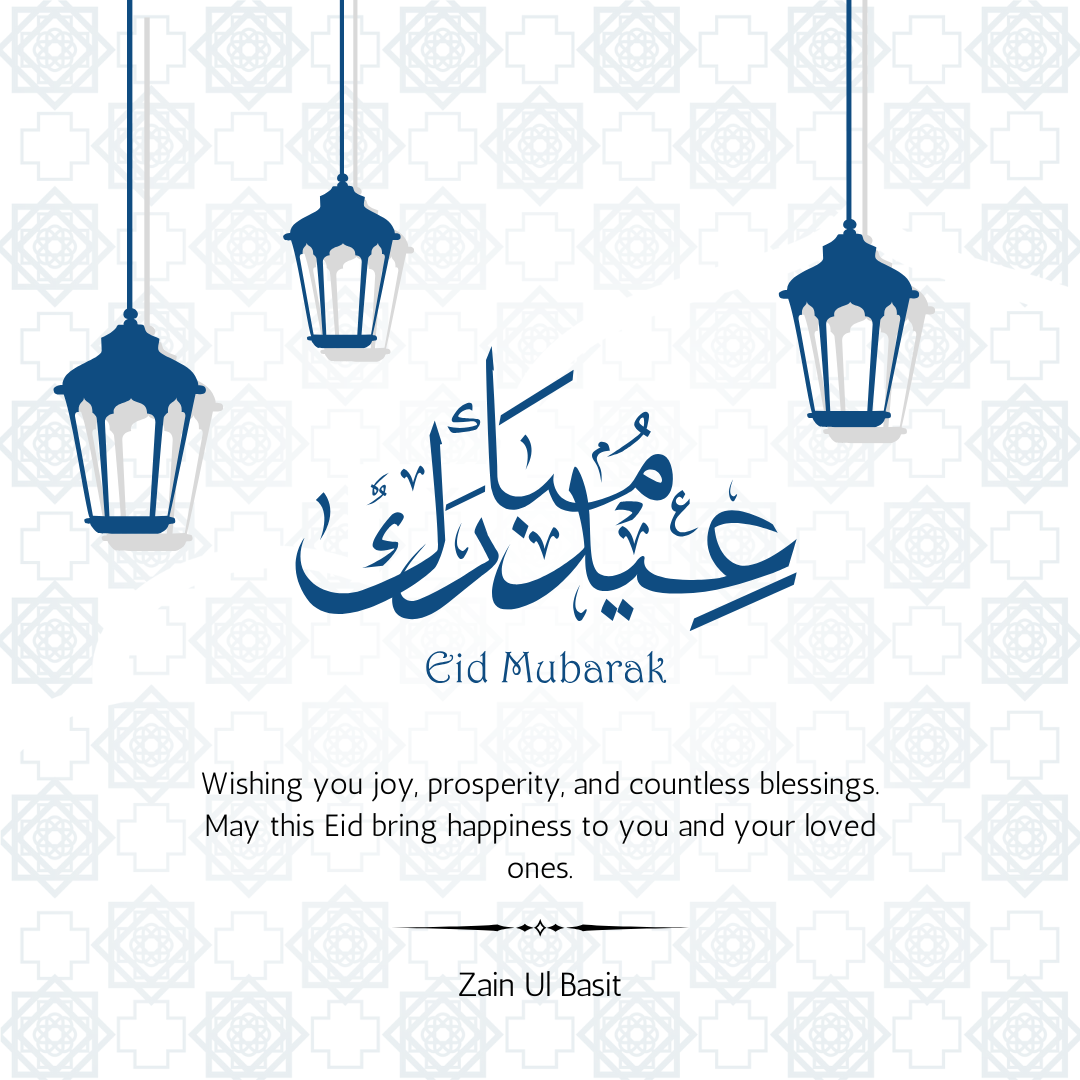 عيد مبارك
Eid Mubarak
Wishing you joy, prosperity, and countless blessings.
May this Eid bring happiness to you and your loved
ones.
Zain Ul Basit